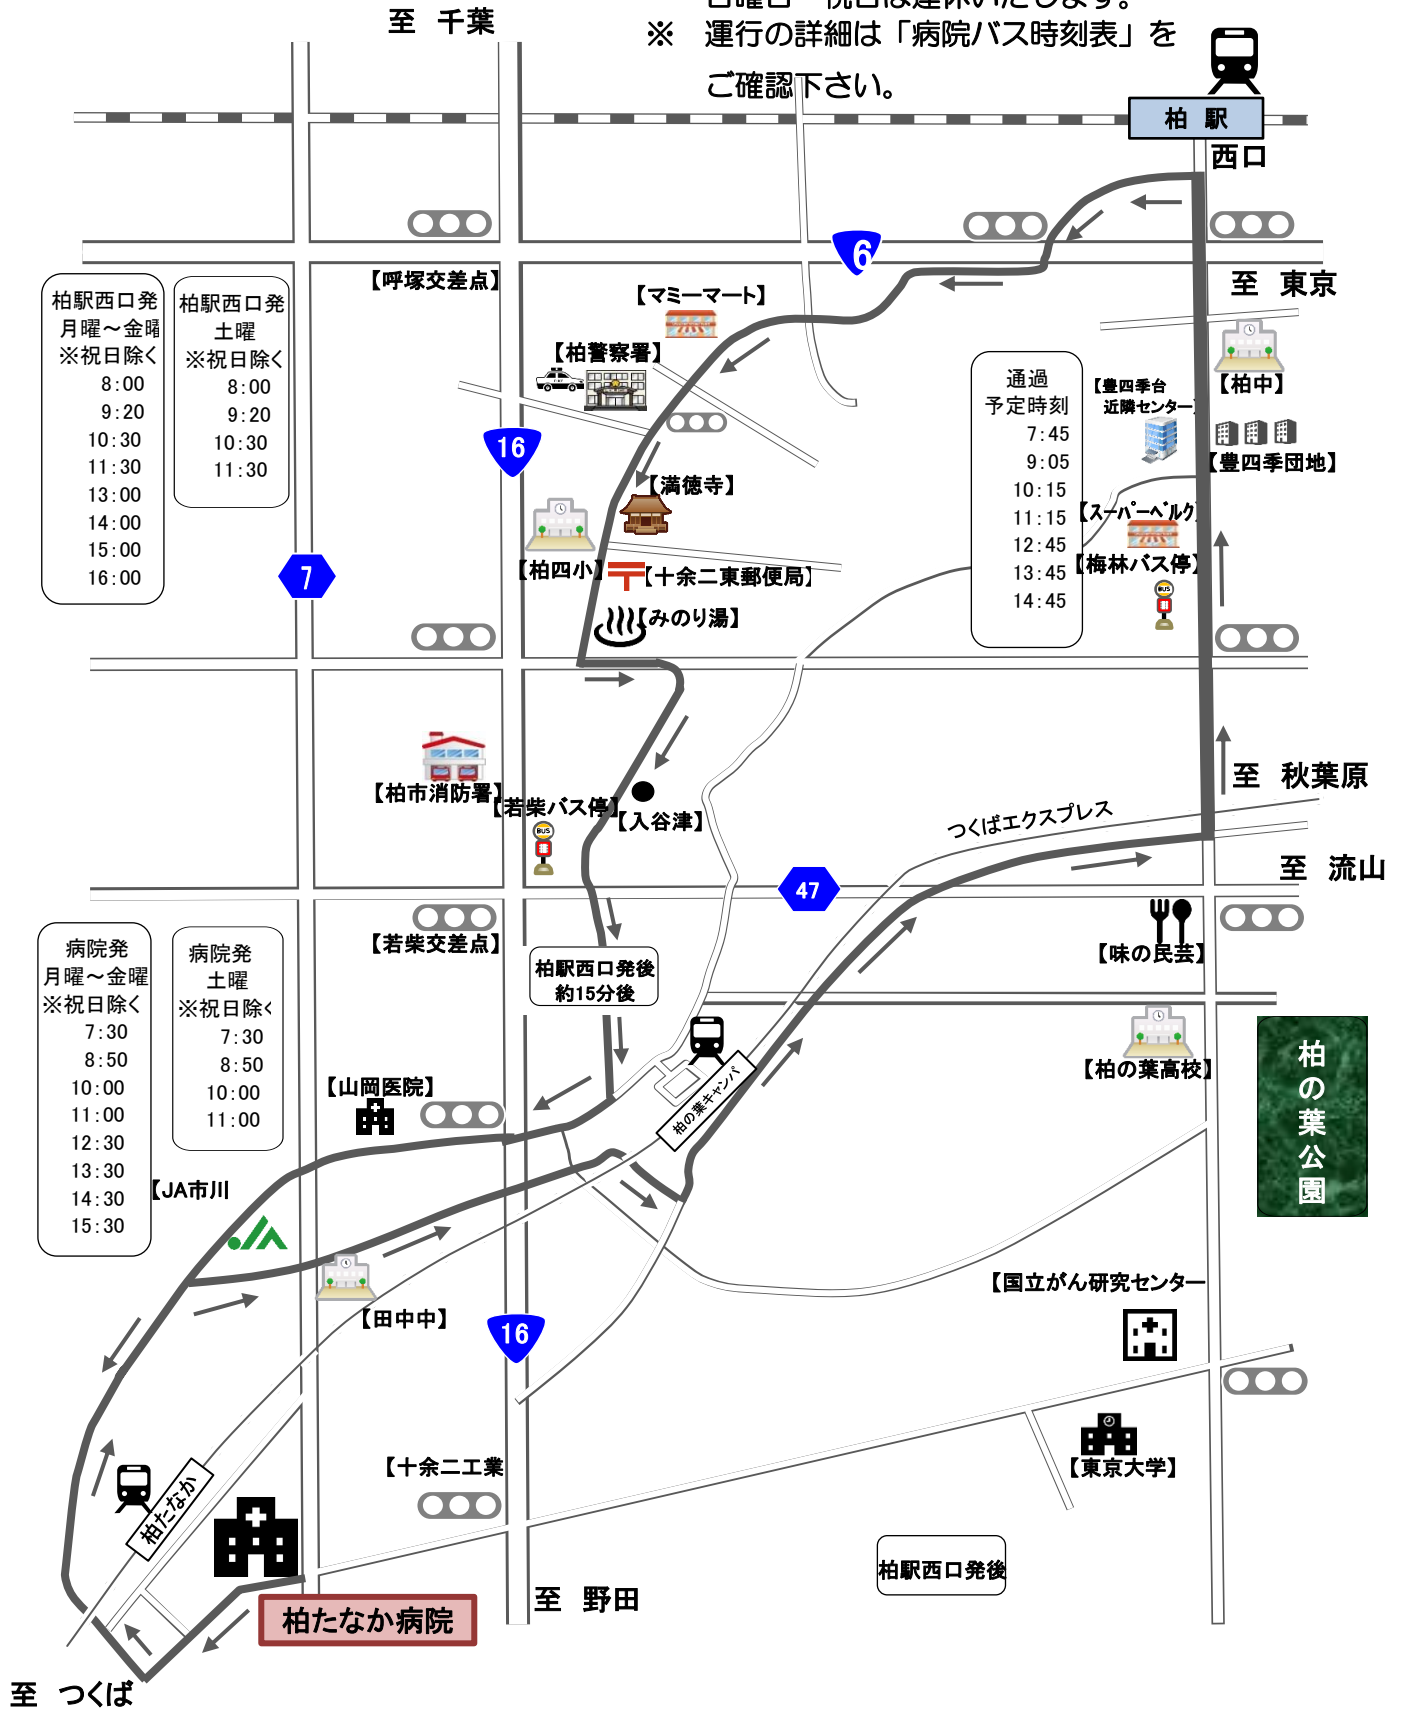 日曜日・祝日は運休いたします。
※　運行の詳細は「病院バス時刻表」を
ご確認下さい。
至　千葉
柏　駅
西口
6
【呼塚交差点】
至　東京
柏駅西口発
月曜～金曜
※祝日除く
8:00
9:20
10:30
11:30
13:00
14:00
15:00
16:00
柏駅西口発
土曜
※祝日除く
8:00
9:20
10:30
11:30
【マミーマート】
【柏警察署】
16
【満徳寺】
通過
予定時刻
7:45
9:05
10:15
11:15
12:45
13:45
14:45
【豊四季台
近隣センター】
【柏中】
【豊四季団地】
【スーパーベルク】
【梅林バス停】
7
【柏四小】
【十余二東郵便局】
【みのり湯】
【柏市消防署】
【若柴バス停】
【入谷津】
至　秋葉原
つくばエクスプレス
至　流山
47
【若柴交差点】
【味の民芸】
柏駅西口発後
約15分後
病院発
月曜～金曜
※祝日除く
7:30
8:50
10:00
11:00
12:30
13:30
14:30
15:30
病院発
土曜
※祝日除く
7:30
8:50
10:00
11:00
【山岡医院】
柏の葉キャンパ
【柏の葉高校】
柏の葉公園
【JA市川
【田中中】
16
【国立がん研究センター
【東京大学】
【十余二工業
柏たなか
柏駅西口発後
至　野田
柏たなか病院
至　つくば